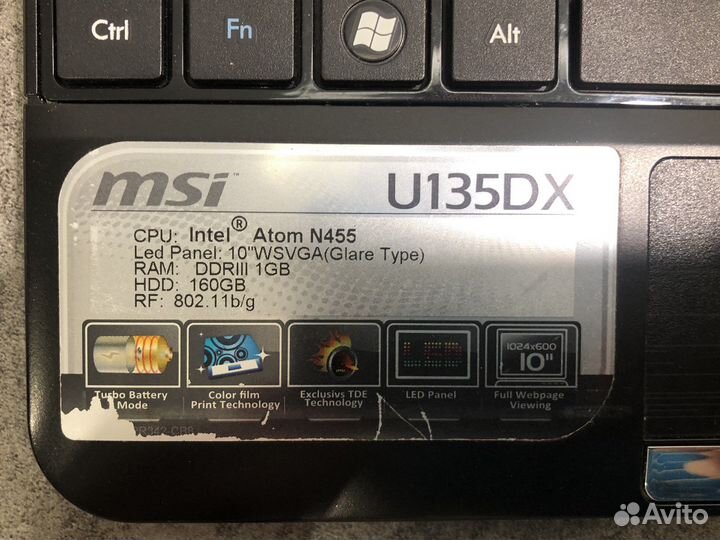 Ctrl Fn Alt
msi™ U135DX
CPU: Intel® Atom N455
Led Panel: 10"WSVGA(Glare Type)
RAM: DDRIII 1GB
HDD: 160GB
RF: 802.11b/g
1024x600
10"
Turbo Battery Mode
Color film Print Technology
Exclusivs TDE Technology
LED Panel
Full Webpage Viewing
Avito